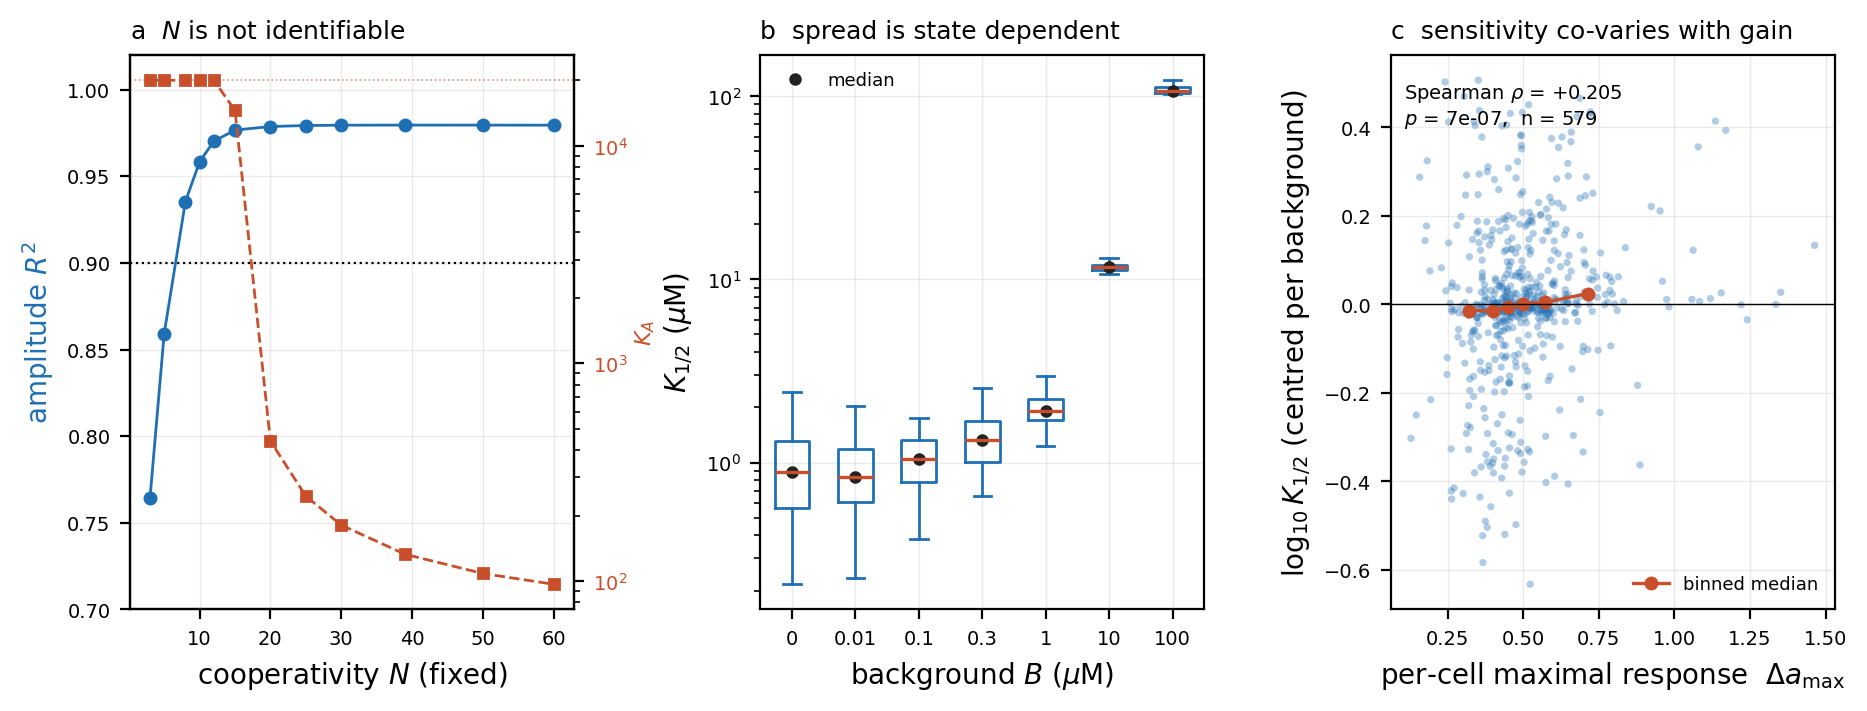 a  N is not identifiable
amplitude R²
1.00
0.95
0.90
0.85
0.80
0.75
0.70
10
20
30
40
50
60
cooperativity N (fixed)
10⁴
10³
10²
K_A
b  spread is state dependent
median
K₁/₂ (μM)
10²
10¹
10⁰
0
0.01
0.1
0.3
1
10
100
background B (μM)
c  sensitivity co-varies with gain
Spearman ρ = +0.205
p = 7e-07,  n = 579
log₁₀ K₁/₂ (centred per background)
0.4
0.2
0.0
−0.2
−0.4
−0.6
binned median
0.25
0.50
0.75
1.00
1.25
1.50
per-cell maximal response  Δa_max